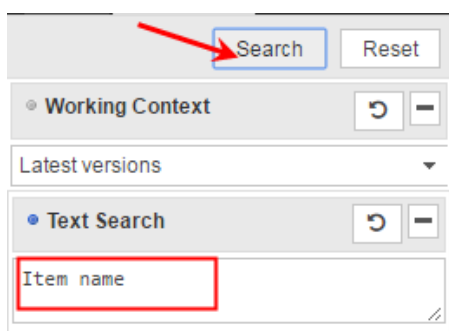 Search Reset
Working Context
Latest versions
Text Search
Item name